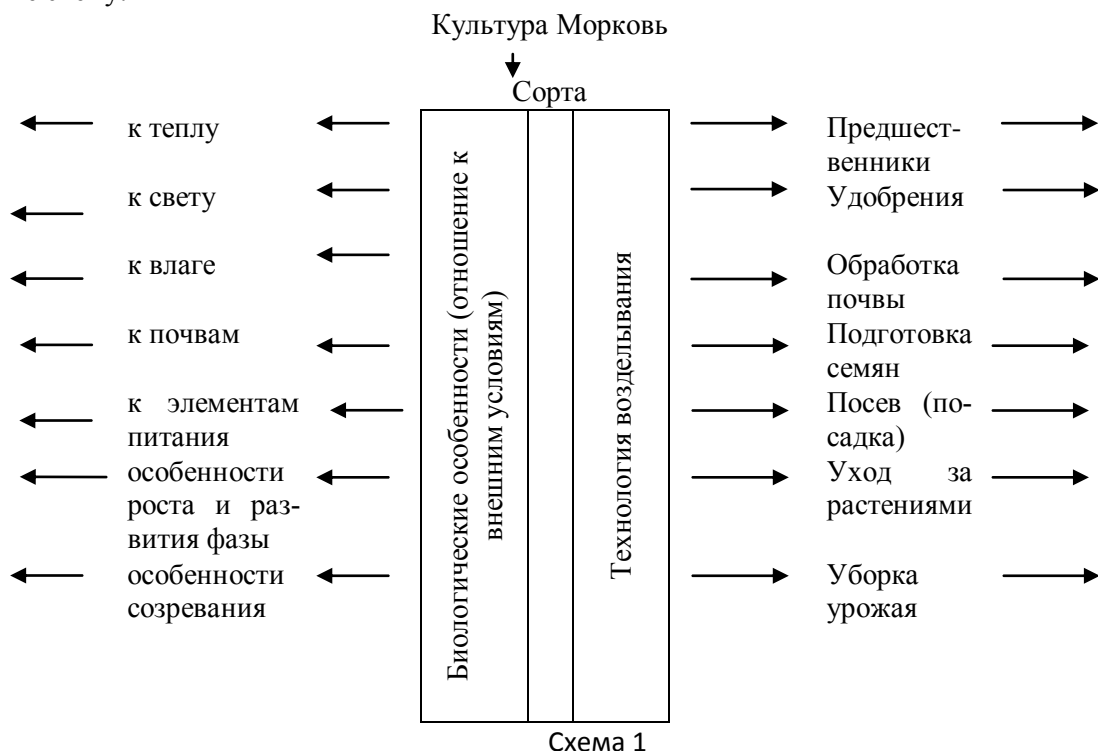 Культура Морковь
Сорта
к теплу
к свету
к влаге
к почвам
к элементам
питания
особенности
роста и раз-
вития фазы
особенности
созревания
Биологические особенности (отношение к
внешним условиям)
Технология возделывания
Предшест-
венники
Удобрения
Обработка
почвы
Подготовка
семян
Посев (по-
садка)
Уход за
растениями
Уборка
урожая
Схема 1